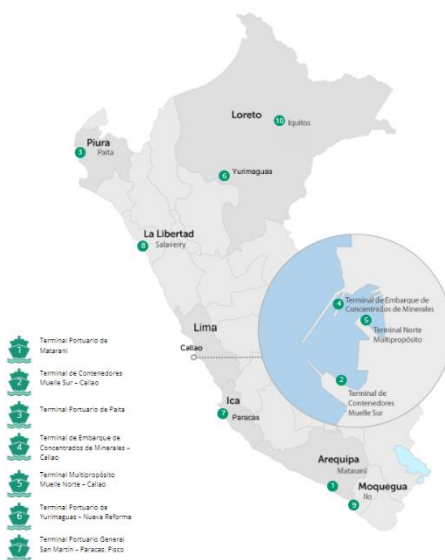 Loreto
10
Iquitos
Piura
3
Paita
6
Yurimaguas
La Libertad
8
Salaverry
4
Terminal de Embarque de
Concentrados de Minerales
5
Terminal Norte
Multipropósito
2
Terminal de
Contenedores
Muelle Sur
Lima
Callao
Ica
7
Paracas
Arequipa
Matarani
1
Moquegua
Ilo
9
1
Terminal Portuario de
Matarani
2
Terminal de Contenedores
Muelle Sur – Callao
3
Terminal Portuario de Paita
4
Terminal de Embarque de
Concentrados de Minerales –
Callao
5
Terminal Multipropósito
Muelle Norte – Callao
6
Terminal Portuario de
Yurimaguas – Nueva Reforma
7
Terminal Portuario General
San Martín – Paracas, Pisco